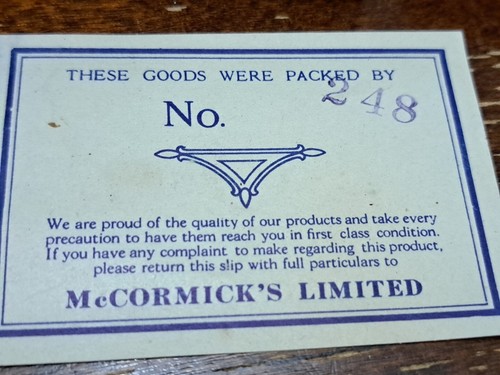 THESE GOODS WERE PACKED BY
No. 248
We are proud of the quality of our products and take every
precaution to have them reach you in first class condition.
If you have any complaint to make regarding this product,
please return this slip with full particulars to
McCORMICK'S LIMITED